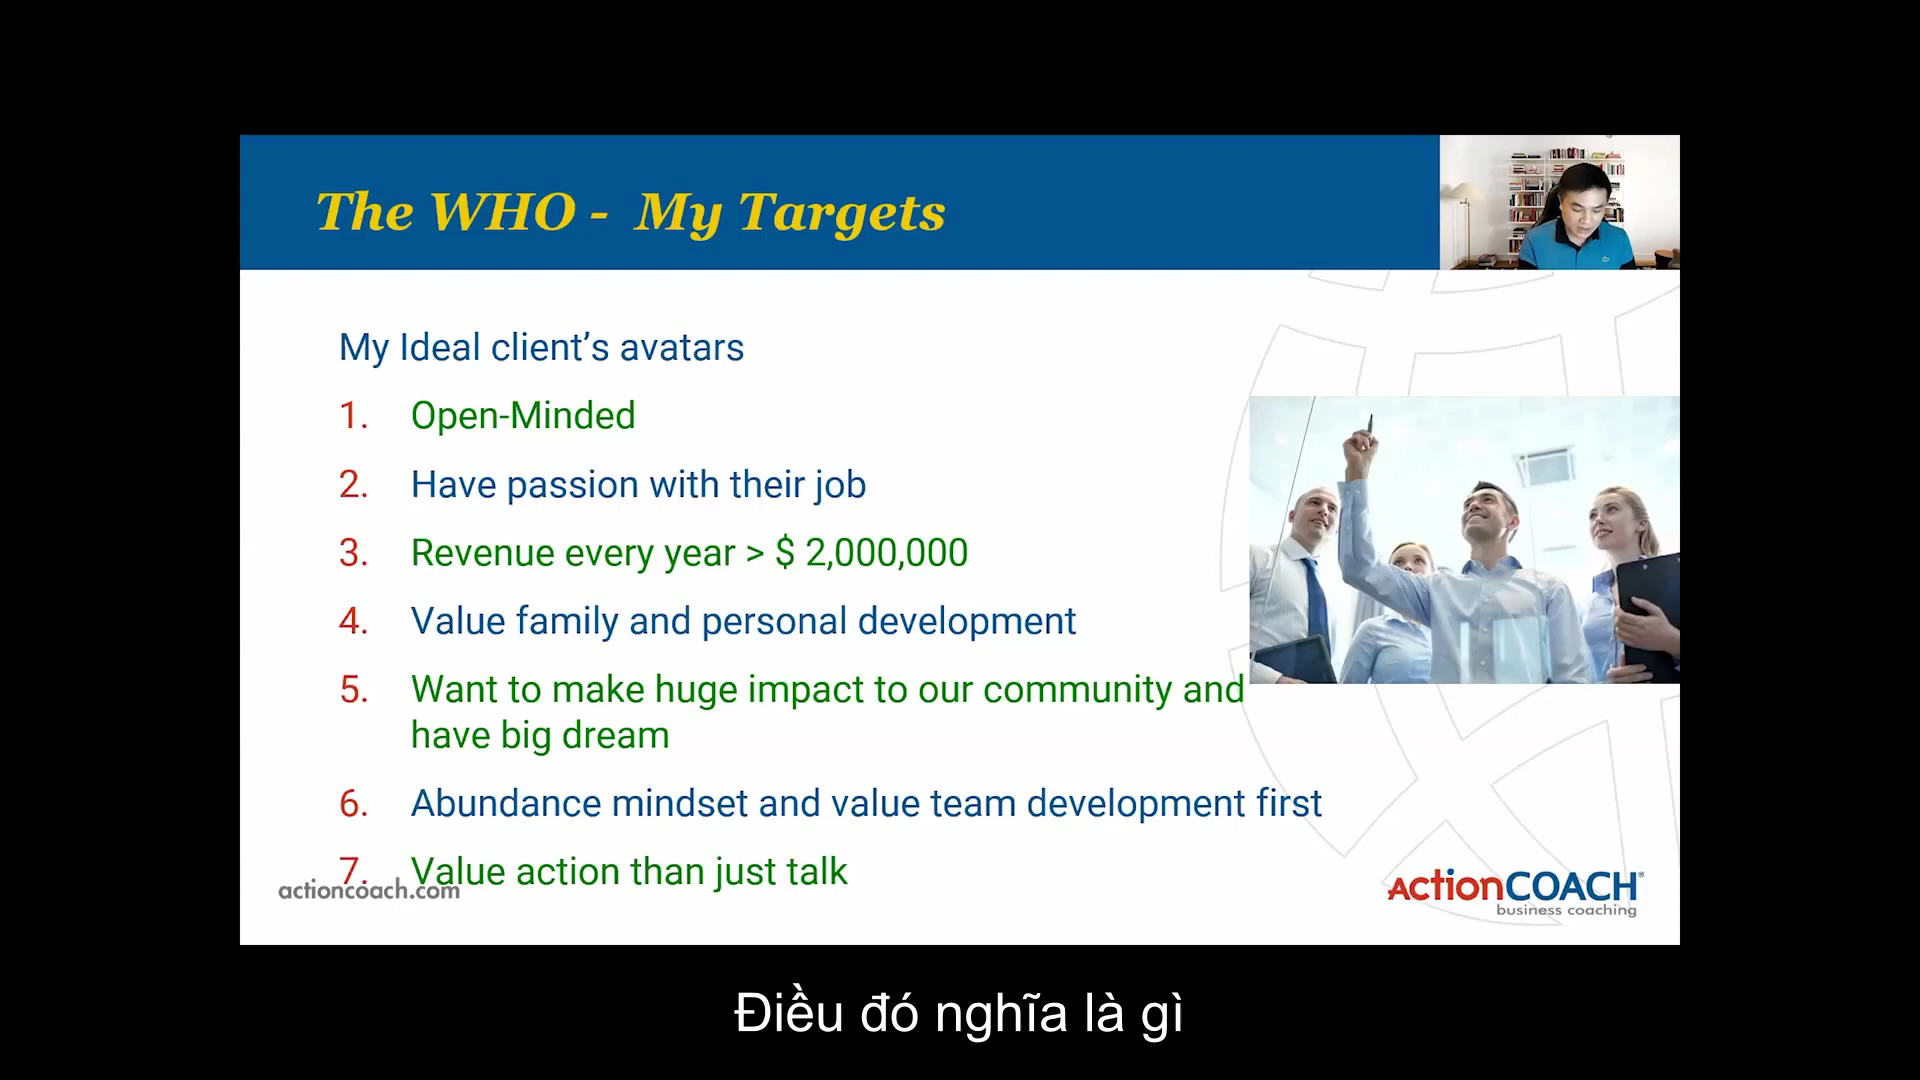 The WHO - My Targets
My Ideal client's avatars
1. Open-Minded
2. Have passion with their job
3. Revenue every year > $ 2,000,000
4. Value family and personal development
5. Want to make huge impact to our community and
have big dream
6. Abundance mindset and value team development first
7. Value action than just talk
actioncoach.com
actionCOACH®
business coaching
Điều đó nghĩa là gì